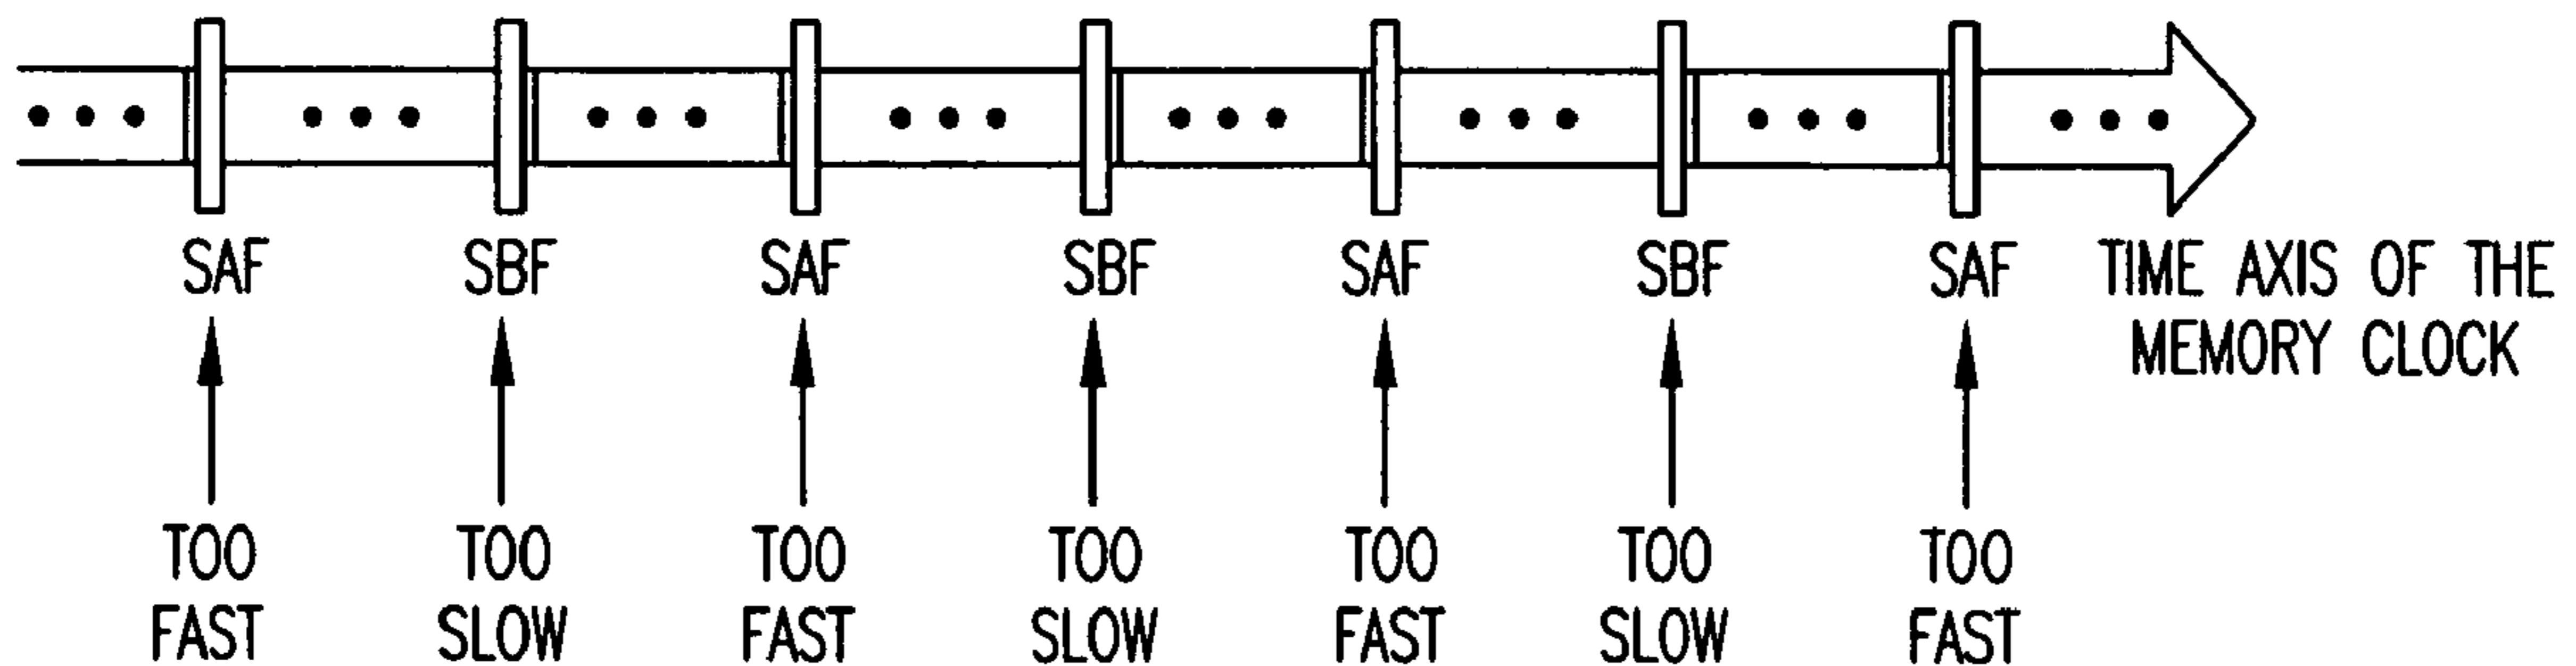 SAF SBF SAF SBF SAF SBF SAF TIME AXIS OF THE
MEMORY CLOCK
TOO TOO TOO TOO TOO TOO TOO
FAST SLOW FAST SLOW FAST SLOW FAST